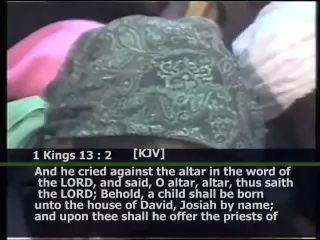 1 Kings 13 : 2 [KJV]
And he cried against the altar in the word of
the LORD, and said, O altar, altar, thus saith
the LORD; Behold, a child shall be born
unto the house of David, Josiah by name;
and upon thee shall he offer the priests of